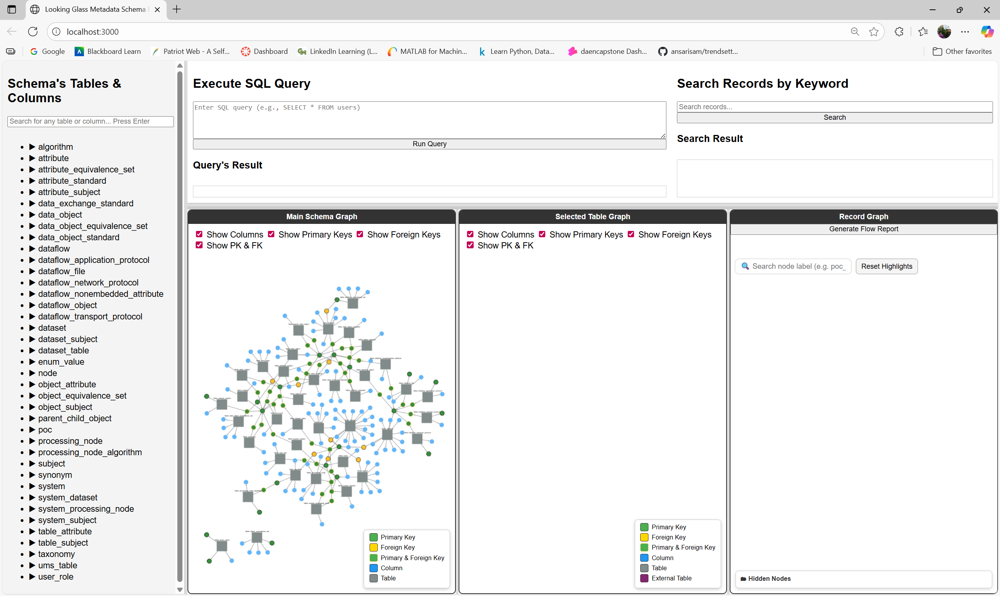 Looking Glass Metadata Schema
localhost:3000
Google
Blackboard Learn
Patriot Web - A Self...
Dashboard
GM LinkedIn Learning (L...
MATLAB for Machin...
k Learn Python, Data...
daencapstone Dash...
ansarisam/trendsett...
Other favorites
Schema's Tables &
Columns
Search for any table or column... Press Enter
algorithm
attribute
attribute_equivalence_set
attribute_standard
attribute_subject
data_exchange_standard
data_object
data_object_equivalence_set
data_object_standard
dataflow
dataflow_application_protocol
dataflow_file
dataflow_network_protocol
dataflow_nonembedded_attribute
dataflow_object
dataflow_transport_protocol
dataset
dataset_subject
dataset_table
enum_value
node
object_attribute
object_equivalence_set
object_subject
parent_child_object
poc
processing_node
processing_node_algorithm
subject
synonym
system
system_dataset
system_processing_node
system_subject
table_attribute
table_subject
taxonomy
ums_table
user_role
Execute SQL Query
Enter SQL query (e.g., SELECT * FROM users)
Run Query
Query's Result
Search Records by Keyword
Search records...
Search
Search Result
Main Schema Graph
Show Columns Show Primary Keys Show Foreign Keys
Show PK & FK
Primary Key
Foreign Key
Primary & Foreign Key
Column
Table
Selected Table Graph
Show Columns Show Primary Keys Show Foreign Keys
Show PK & FK
Primary Key
Foreign Key
Primary & Foreign Key
Column
Table
External Table
Record Graph
Generate Flow Report
Search node label (e.g. poc_
Reset Highlights
Hidden Nodes